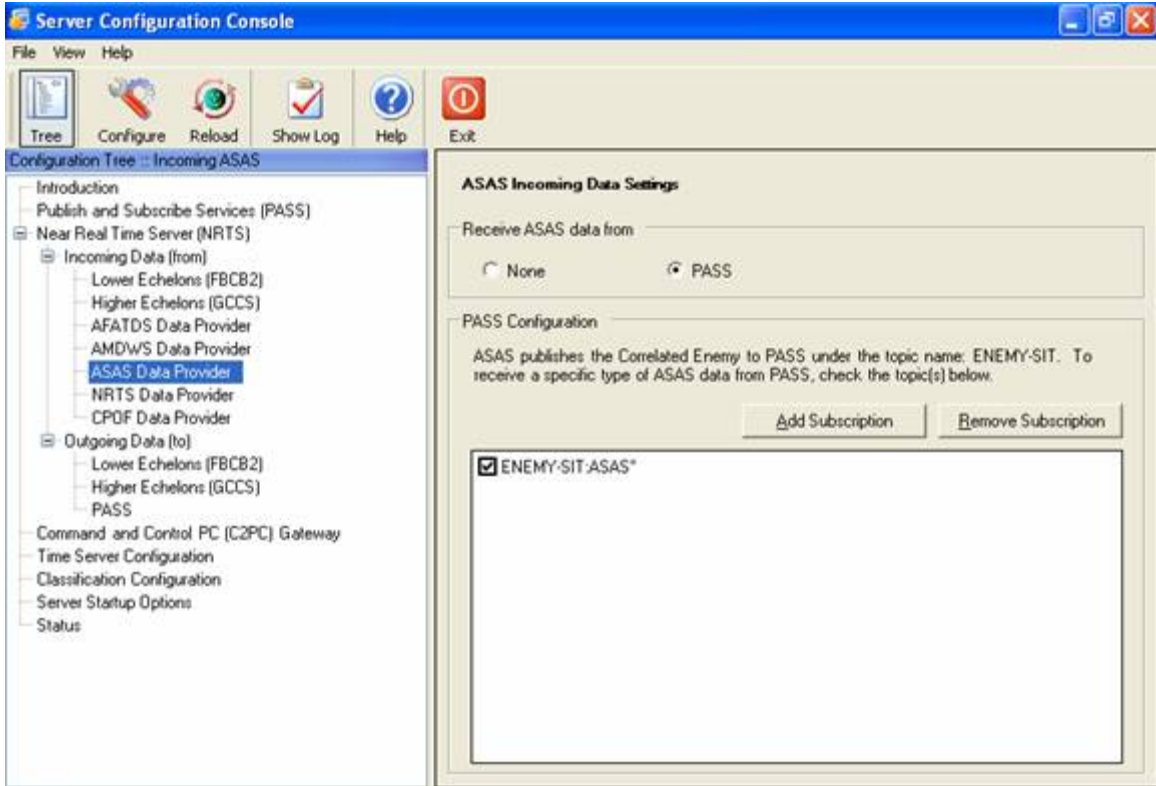 Server Configuration Console
File View Help
Tree Configure Reload Show Log Help Exit
Configuration Tree :: Incoming ASAS
Introduction
Publish and Subscribe Services (PASS)
Near Real Time Server (NRTS)
Incoming Data (from)
Lower Echelons (FBCB2)
Higher Echelons (GCCS)
AFATDS Data Provider
AMDWS Data Provider
ASAS Data Provider
NRTS Data Provider
CPOF Data Provider
Outgoing Data (to)
Lower Echelons (FBCB2)
Higher Echelons (GCCS)
PASS
Command and Control PC (C2PC) Gateway
Time Server Configuration
Classification Configuration
Server Startup Options
Status
ASAS Incoming Data Settings
Receive ASAS data from
None PASS
PASS Configuration
ASAS publishes the Correlated Enemy to PASS under the topic name: ENEMY-SIT. To
receive a specific type of ASAS data from PASS, check the topic(s) below.
Add Subscription Remove Subscription
ENEMY-SIT:ASAS*